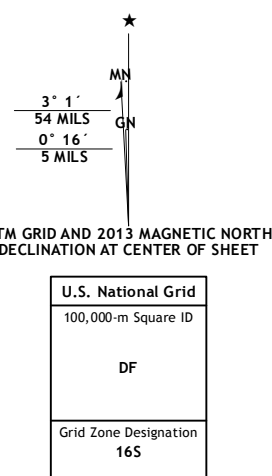 ★
MN
3° 1´
54 MILS
GN
0° 16´
5 MILS
TM GRID AND 2013 MAGNETIC NORTH
DECLINATION AT CENTER OF SHEET
U.S. National Grid
100,000-m Square ID
DF
Grid Zone Designation
16S